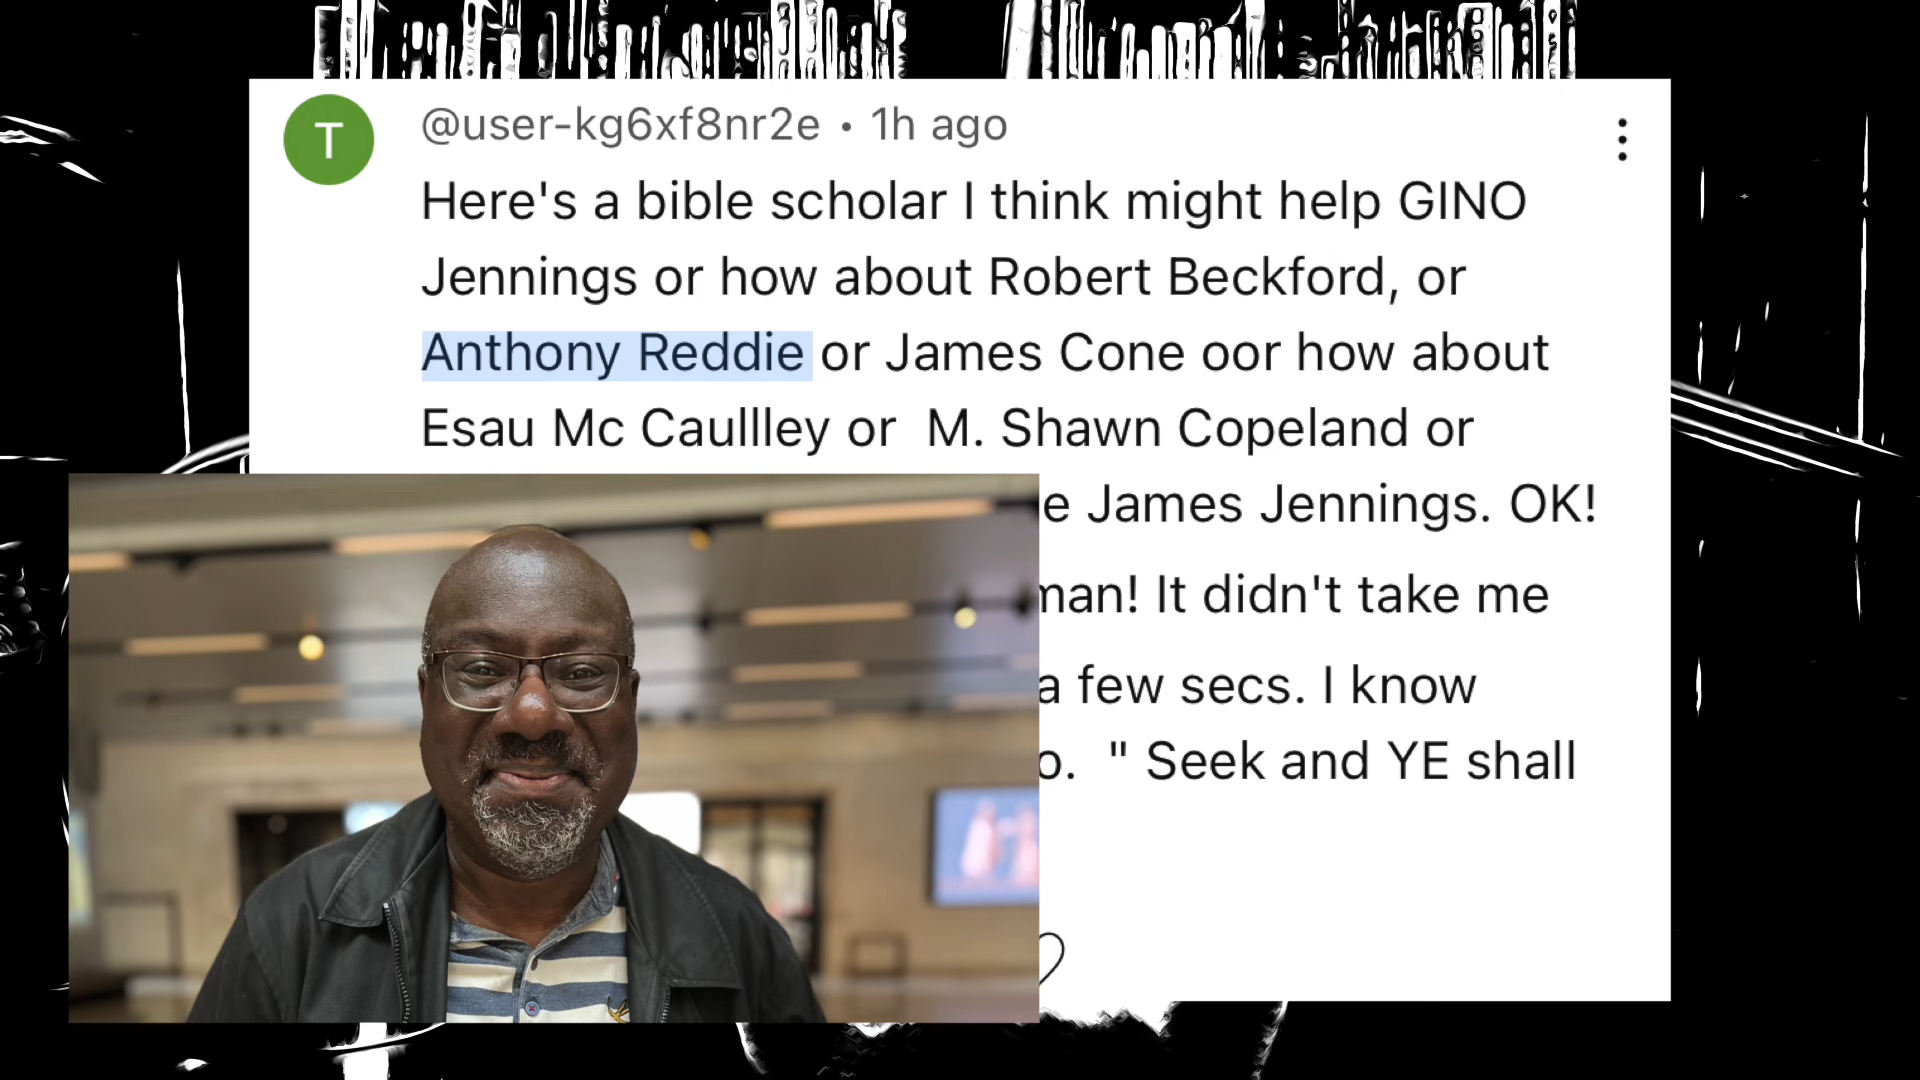 T
@user-kg6xf8nr2e • 1h ago
Here's a bible scholar I think might help GINO
Jennings or how about Robert Beckford, or
Anthony Reddie or James Cone oor how about
Esau Mc Caullley or M. Shawn Copeland or
James Jennings. OK!
It didn't take me
a few secs. I know
" Seek and YE shall